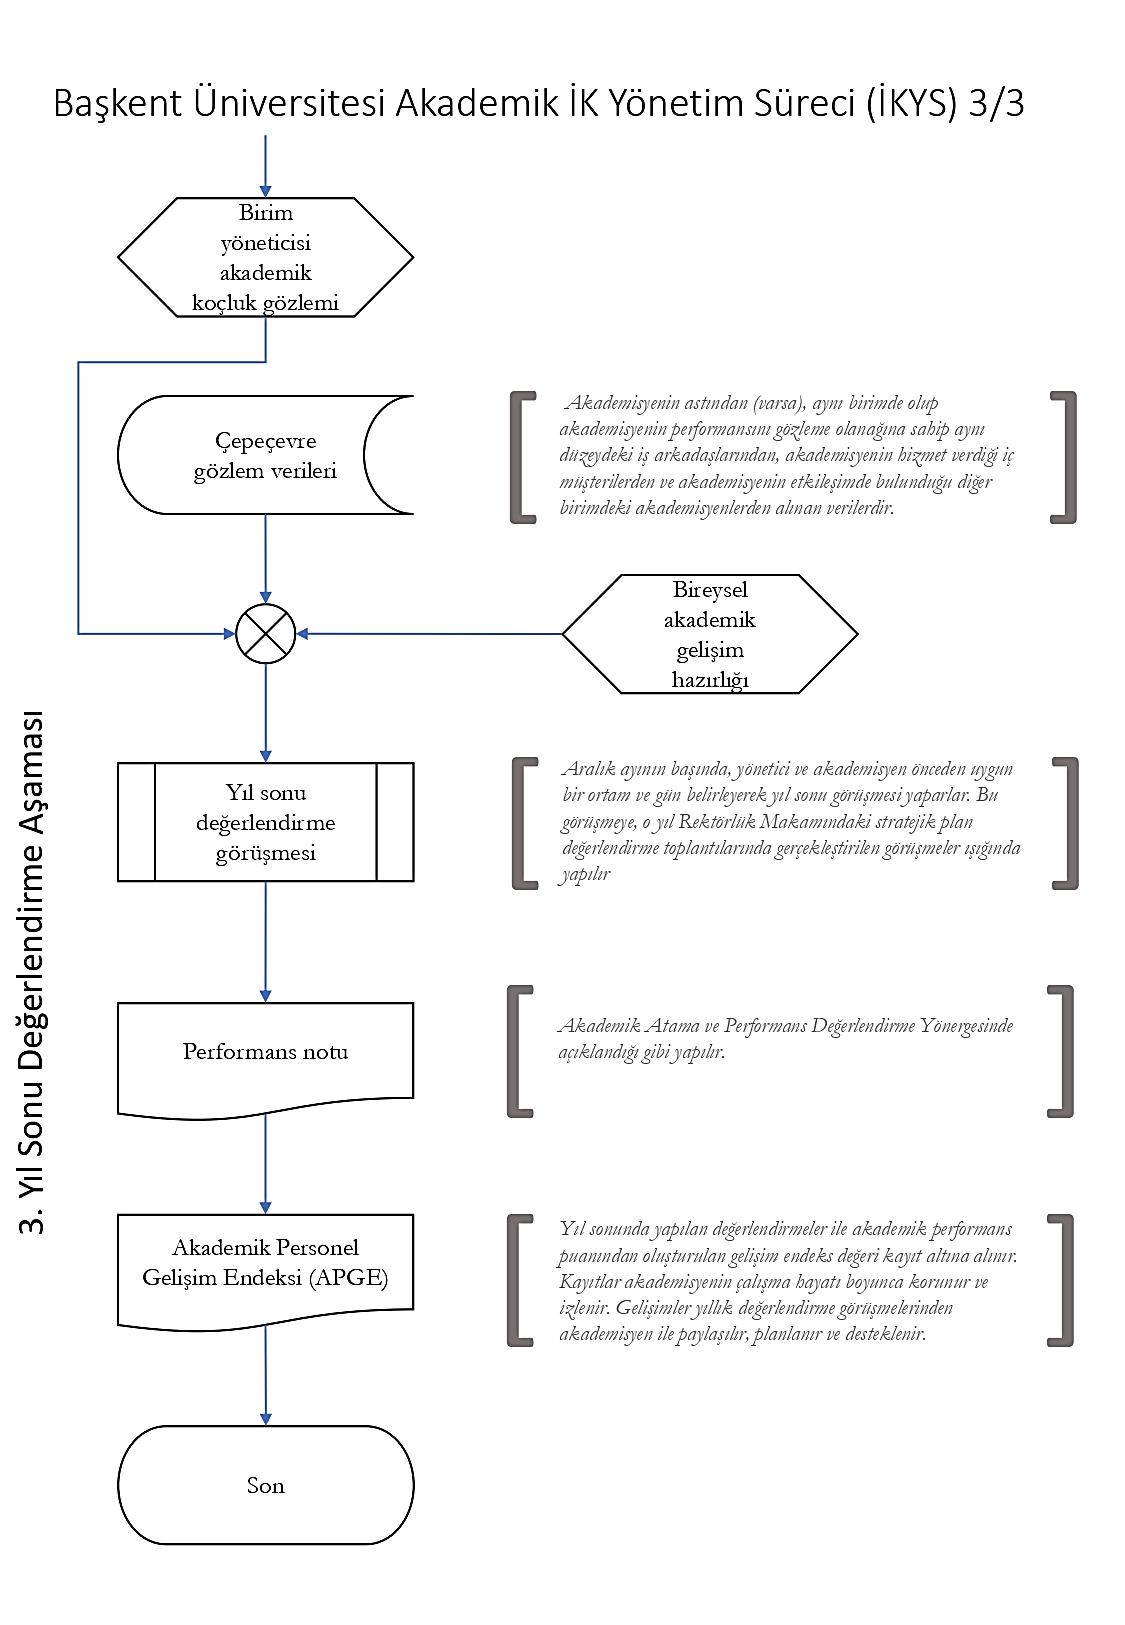 Başkent Üniversitesi Akademik İK Yönetim Süreci (İKYS) 3/3
Birim
yöneticisi
akademik
koçluk gözlemi
Çepeçevre
gözlem verileri
Akademisyenin astından (varsa), aynı birimde olup
akademisyenin performansını gözleme olanağına sahip aynı
düzeydeki iş arkadaşlarından, akademisyenin hizmet verdiği iç
müşterilerden ve akademisyenin etkileşimde bulunduğu diğer
birimdeki akademisyenlerden alınan verilerdir.
Bireysel
akademik
gelişim
hazırlığı
3. Yıl Sonu Değerlendirme Aşaması
Yıl sonu
değerlendirme
görüşmesi
Aralık ayının başında, yönetici ve akademisyen önceden uygun
bir ortam ve gün belirleyerek yıl sonu görüşmesi yaparlar. Bu
görüşmeye, o yıl Rektörlük Makamındaki stratejik plan
değerlendirme toplantılarında gerçekleştirilen görüşmeler ışığında
yapılır
Performans notu
Akademik Atama ve Performans Değerlendirme Yönergesinde
açıklandığı gibi yapılır.
Akademik Personel
Gelişim Endeksi (APGE)
Yıl sonunda yapılan değerlendirmeler ile akademik performans
puanından oluşturulan gelişim endeks değeri kayıt altına alınır.
Kayıtlar akademisyenin çalışma hayatı boyunca korunur ve
izlenir. Gelişimler yıllık değerlendirme görüşmelerinden
akademisyen ile paylaşılır, planlanır ve desteklenir.
Son